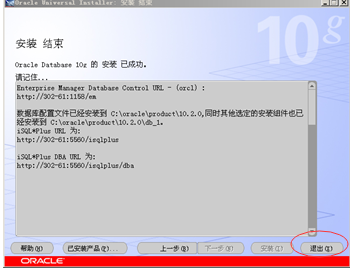 Oracle Universal Installer: 安装 结束
10g
安装 结束
Oracle Database 10g 的 安装 已成功。
请记住...
Enterprise Manager Database Control URL - (orcl) :
http://302-61:1158/em
数据库配置文件已经安装到 C:\oracle\product\10.2.0,同时其他选定的安装组件也已
经安装到 C:\oracle\product\10.2.0\db_1。
iSQL*Plus URL 为:
http://302-61:5560/isqlplus
iSQL*Plus DBA URL 为:
http://302-61:5560/isqlplus/dba
帮助(H) 已安装产品(P)... 上一步(B) 下一步(N) 安装(I) 退出(X)
ORACLE